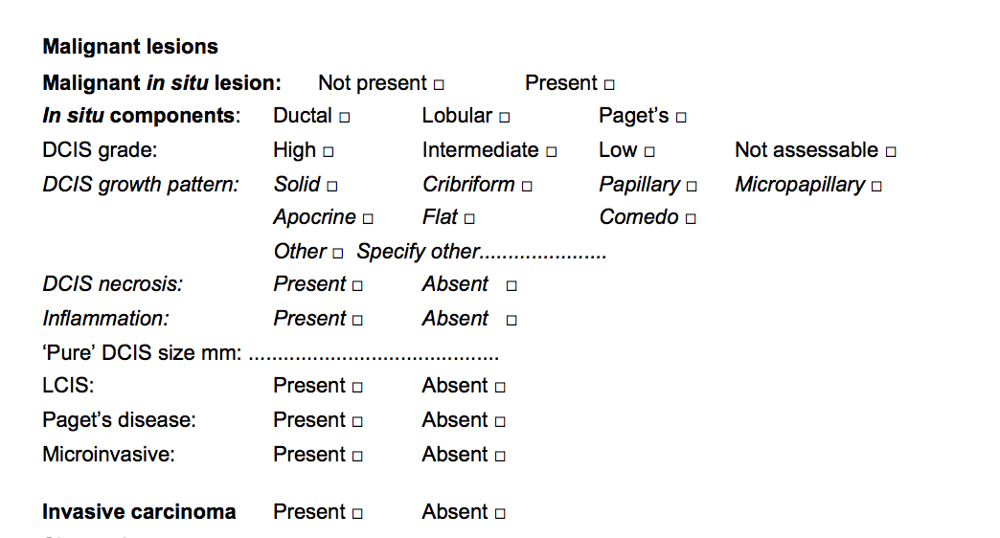 Malignant lesions
Malignant in situ lesion: Not present □ Present □
In situ components: Ductal □ Lobular □ Paget’s □
DCIS grade: High □ Intermediate □ Low □ Not assessable □
DCIS growth pattern: Solid □ Cribriform □ Papillary □ Micropapillary □
Apocrine □ Flat □ Comedo □
Other □ Specify other......................
DCIS necrosis: Present □ Absent □
Inflammation: Present □ Absent □
‘Pure’ DCIS size mm: ...........................................
LCIS: Present □ Absent □
Paget’s disease: Present □ Absent □
Microinvasive: Present □ Absent □
Invasive carcinoma Present □ Absent □